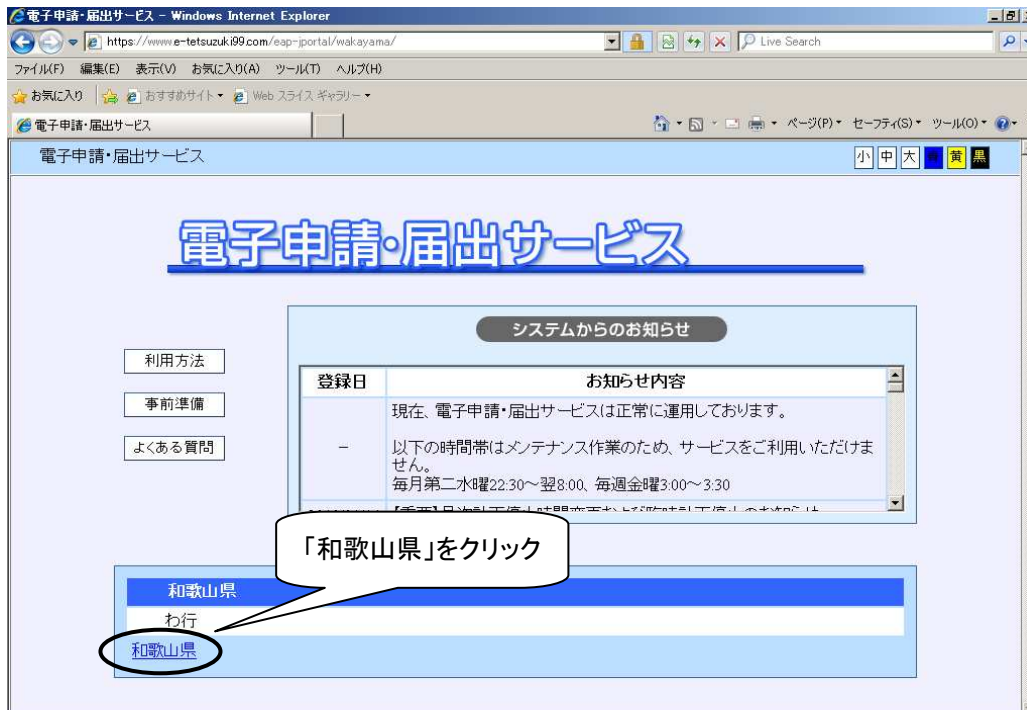 電子申請・届出サービス - Windows Internet Explorer
https://www.e-tetsuzuki99.com/eap-jportal/wakayama/
Live Search
ファイル(F) 編集(E) 表示(V) お気に入り(A) ツール(T) ヘルプ(H)
お気に入り おすすめサイト Web スライス ギャラリー
電子申請・届出サービス ページ(P) セーフティ(S) ツール(O)
電子申請・届出サービス 小 中 大 青 黄 黒
電子申請・届出サービス
システムからのお知らせ
利用方法
事前準備
よくある質問
登録日 お知らせ内容
現在、電子申請・届出サービスは正常に運用しております。
－ 以下の時間帯はメンテナンス作業のため、サービスをご利用いただけま
せん。
毎月第二水曜22:30～翌8:00、毎週金曜3:00～3:30
「和歌山県」をクリック
和歌山県
わ行
和歌山県